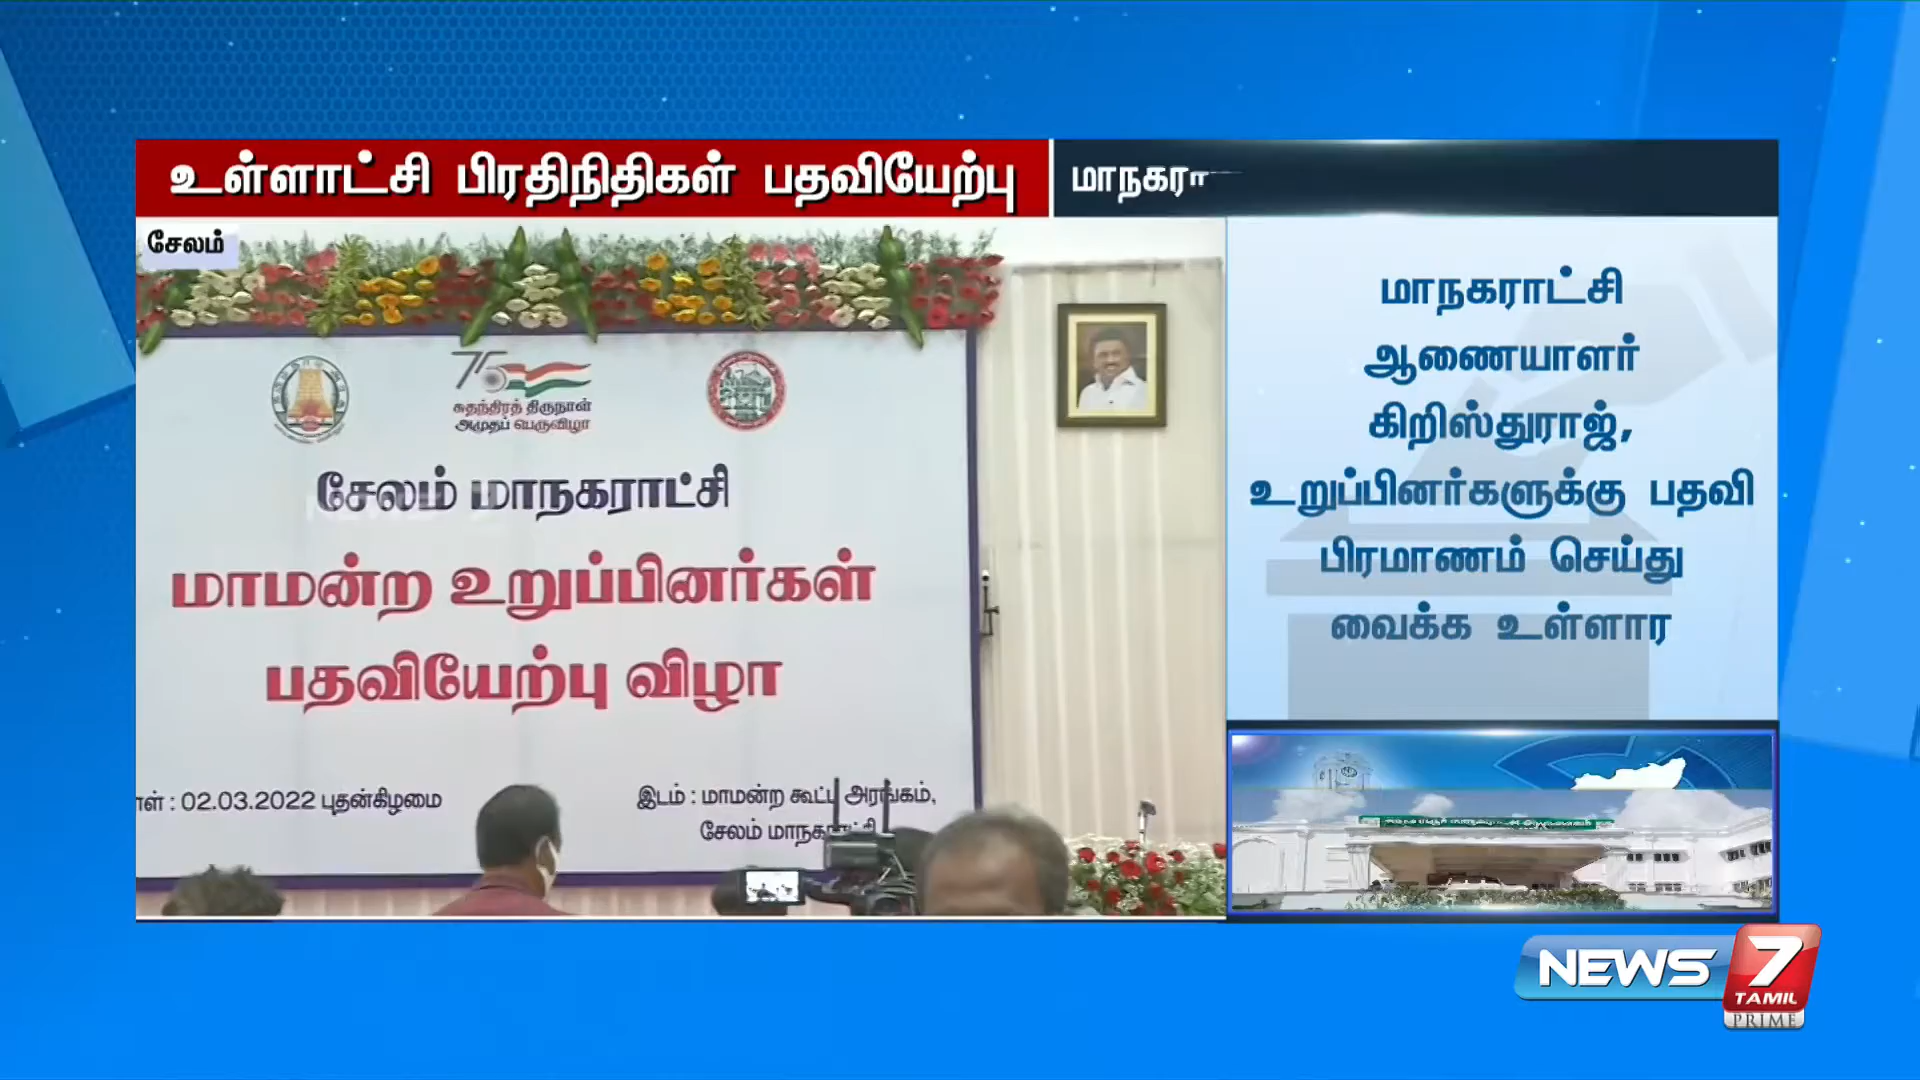 உள்ளாட்சி பிரதிநிதிகள் பதவியேற்பு
மாநகரா
சேலம்
75
சுதந்திரத் திருநாள்
அமுதப் பெருவிழா
சேலம் மாநகராட்சி
மாமன்ற உறுப்பினர்கள்
பதவியேற்பு விழா
ாள் : 02.03.2022 புதன்கிழமை
இடம் : மாமன்ற கூட்ட அரங்கம்,
சேலம் மாநகராட்சி
மாநகராட்சி
ஆணையாளர்
கிறிஸ்துராஜ்,
உறுப்பினர்களுக்கு பதவி
பிரமாணம் செய்து
வைக்க உள்ளார
NEWS 7
TAMIL
PRIME